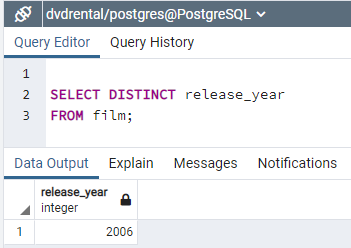 dvdrental/postgres@PostgreSQL
Query Editor Query History
1
2 SELECT DISTINCT release_year
3 FROM film;
Data Output Explain Messages Notifications
release_year
integer
1 2006